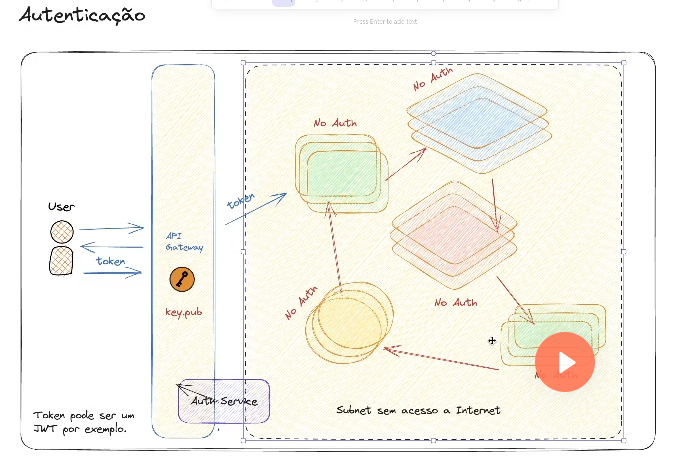 Autenticação
Press Enter to add text
No Auth
No Auth
User
token
API
Gateway
token
key.pub
No Auth
No Auth
Auth Service
Subnet sem acesso a Internet
Token pode ser um
JWT por exemplo.